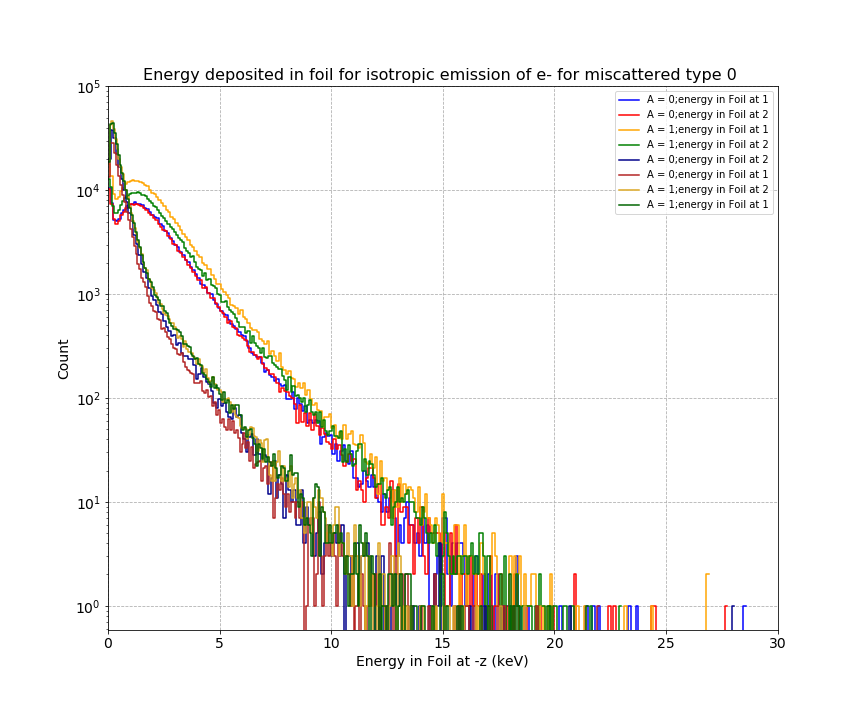 Energy deposited in foil for isotropic emission of e- for miscattered type 0
A = 0;energy in Foil at 1
A = 0;energy in Foil at 2
A = 1;energy in Foil at 1
A = 1;energy in Foil at 2
A = 0;energy in Foil at 2
A = 0;energy in Foil at 1
A = 1;energy in Foil at 2
A = 1;energy in Foil at 1
10^5
10^4
10^3
10^2
10^1
10^0
Count
0 5 10 15 20 25 30
Energy in Foil at -z (keV)